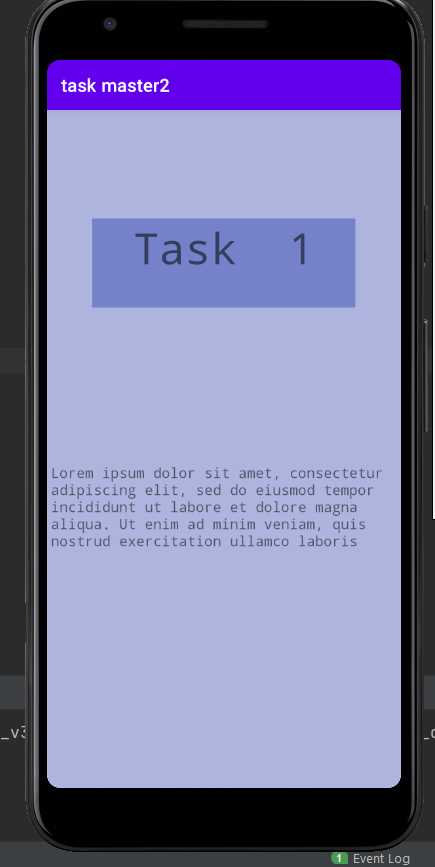 task master2
Task 1
Lorem ipsum dolor sit amet, consectetur
adipiscing elit, sed do eiusmod tempor
incididunt ut labore et dolore magna
aliqua. Ut enim ad minim veniam, quis
nostrud exercitation ullamco laboris
_v3
1 Event Log